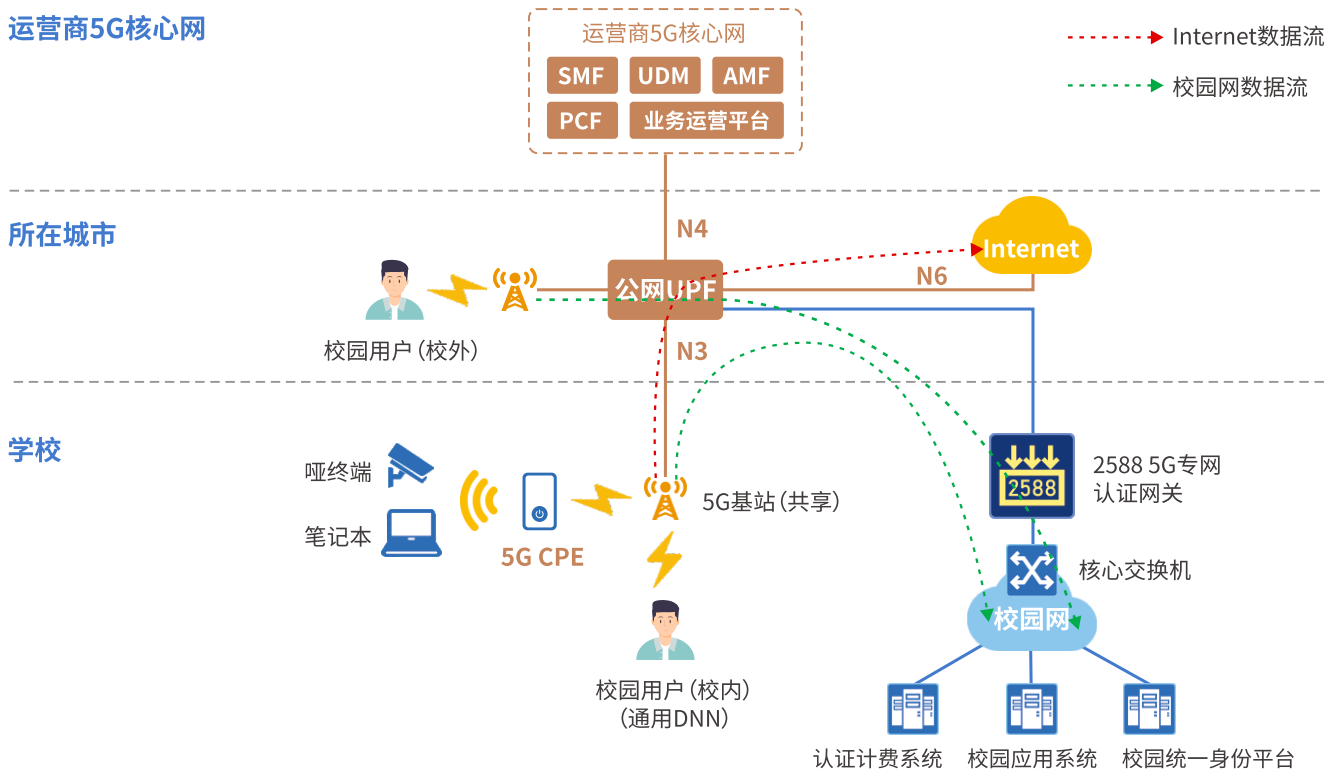 运营商5G核心网
运营商5G核心网
SMF
UDM
AMF
PCF
业务运营平台
Internet数据流
校园网数据流
所在城市
N4
Internet
公网UPF
N6
校园用户（校外）
N3
学校
哑终端
笔记本
5G CPE
5G基站（共享）
2588
2588 5G专网
认证网关
核心交换机
校园网
校园用户（校内）
（通用DNN）
认证计费系统
校园应用系统
校园统一身份平台